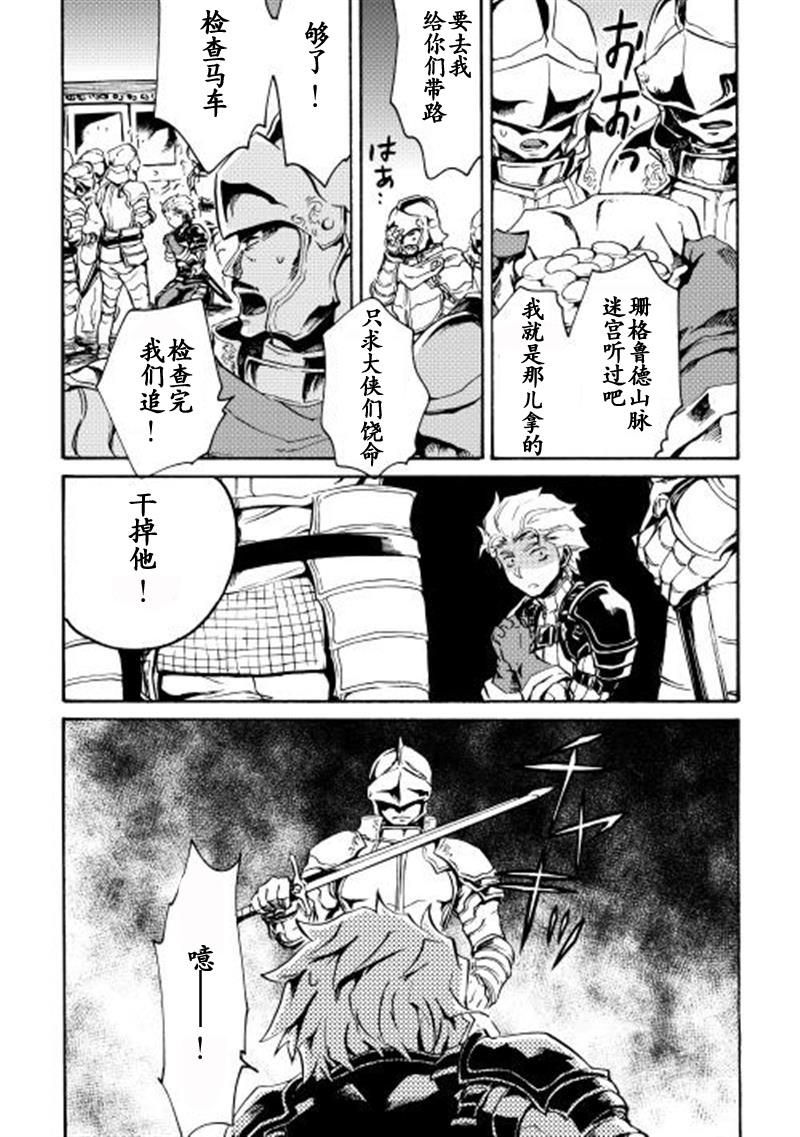 おおおっ
珊格鲁德山脉
迷宫听过吧
我就是那儿拿的
要去我
给你们带路
はあ…
只求大侠们饶命
够了！
检查马车
检查完
我们追！
干掉他！
噫——！